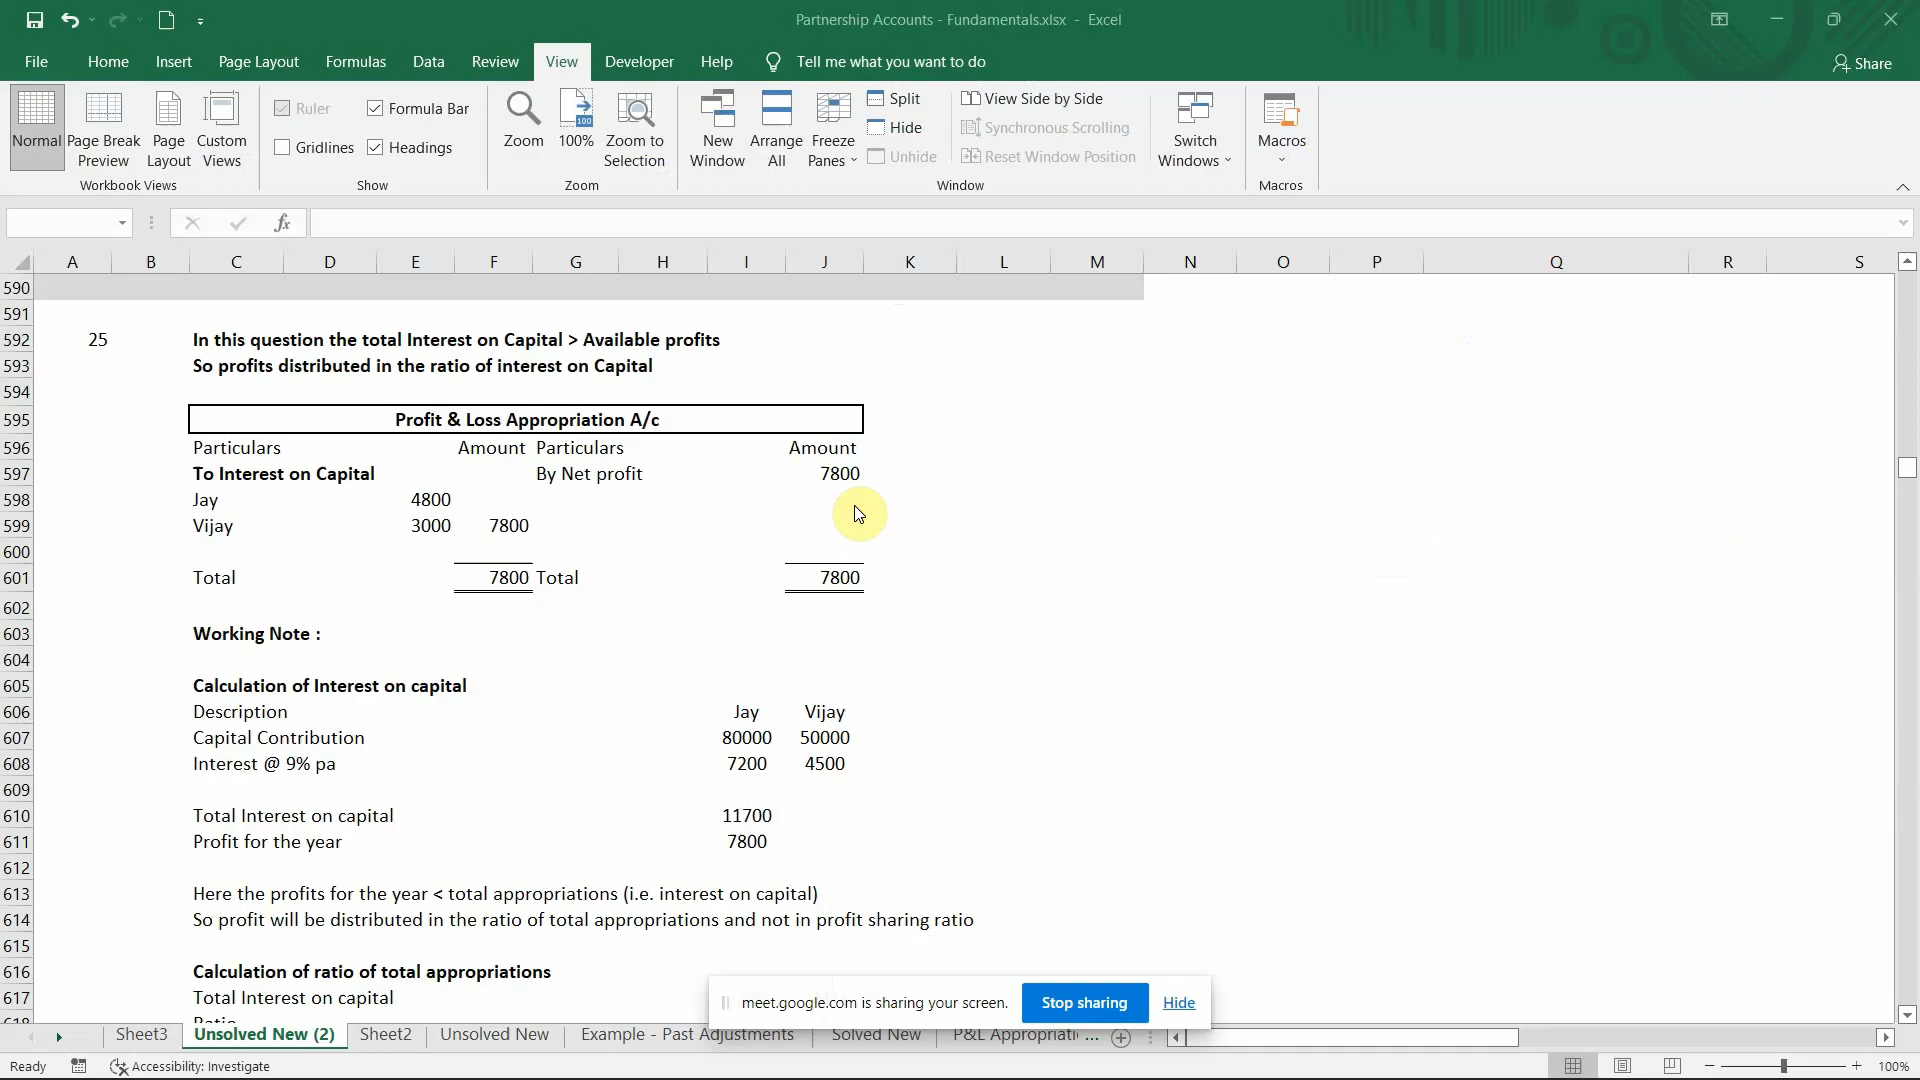 Partnership Accounts - Fundamentals.xlsx - Excel
File Home Insert Page Layout Formulas Data Review View Developer Help Tell me what you want to do Share
Normal Page Break Preview Page Layout Custom Views
Workbook Views
Ruler Formula Bar
Gridlines Headings
Show
Zoom 100% Zoom to Selection
Zoom
New Window Arrange All Freeze Panes
Split View Side by Side
Hide Synchronous Scrolling
Unhide Reset Window Position
Switch Windows
Window
Macros
Macros
fx
A B C D E F G H I J K L M N O P Q R S
590
591
592 25 In this question the total Interest on Capital > Available profits
593 So profits distributed in the ratio of interest on Capital
594
595 Profit & Loss Appropriation A/c
596 Particulars Amount Particulars Amount
597 To Interest on Capital By Net profit 7800
598 Jay 4800
599 Vijay 3000 7800
600
601 Total 7800 Total 7800
602
603 Working Note :
604
605 Calculation of Interest on capital
606 Description Jay Vijay
607 Capital Contribution 80000 50000
608 Interest @ 9% pa 7200 4500
609
610 Total Interest on capital 11700
611 Profit for the year 7800
612
613 Here the profits for the year < total appropriations (i.e. interest on capital)
614 So profit will be distributed in the ratio of total appropriations and not in profit sharing ratio
615
616 Calculation of ratio of total appropriations
617 Total Interest on capital
meet.google.com is sharing your screen. Stop sharing Hide
Sheet3 Unsolved New (2) Sheet2 Unsolved New Example - Past Adjustments Solved New P&L Appropriati ...
Ready Accessibility: Investigate 100%